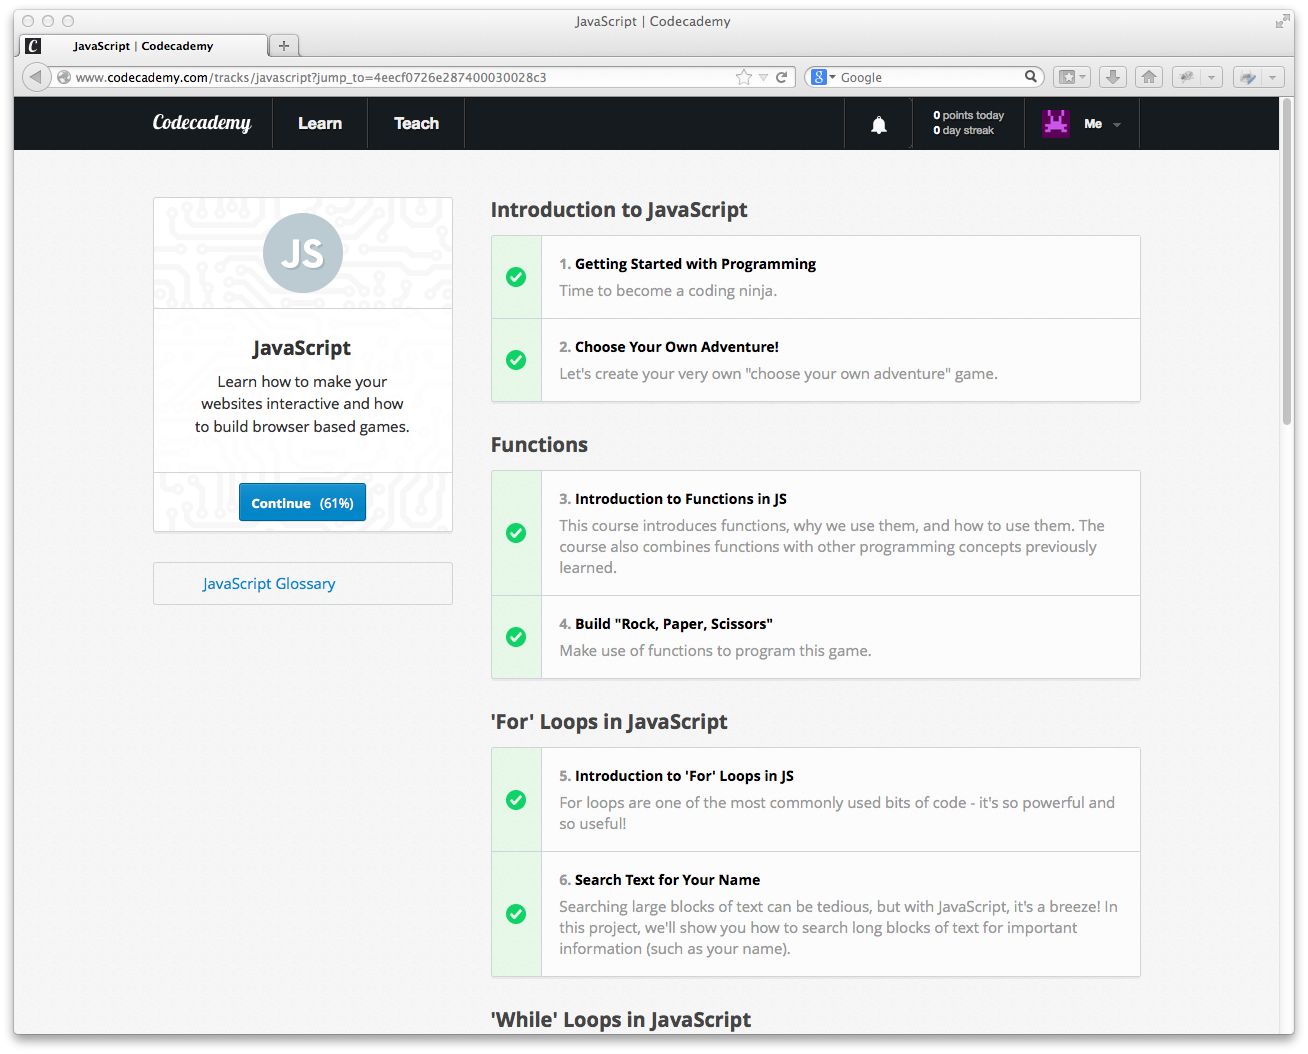 JavaScript | Codecademy
C JavaScript | Codecademy
www.codecademy.com/tracks/javascript?jump_to=4eecf0726e287400030028c3
8 Google
Codecademy
Learn
Teach
0 points today
0 day streak
Me
JS
JavaScript
Learn how to make your
websites interactive and how
to build browser based games.
Continue (61%)
JavaScript Glossary
Introduction to JavaScript
1. Getting Started with Programming
Time to become a coding ninja.
2. Choose Your Own Adventure!
Let's create your very own "choose your own adventure" game.
Functions
3. Introduction to Functions in JS
This course introduces functions, why we use them, and how to use them. The
course also combines functions with other programming concepts previously
learned.
4. Build "Rock, Paper, Scissors"
Make use of functions to program this game.
'For' Loops in JavaScript
5. Introduction to 'For' Loops in JS
For loops are one of the most commonly used bits of code - it's so powerful and
so useful!
6. Search Text for Your Name
Searching large blocks of text can be tedious, but with JavaScript, it's a breeze! In
this project, we'll show you how to search long blocks of text for important
information (such as your name).
'While' Loops in JavaScript